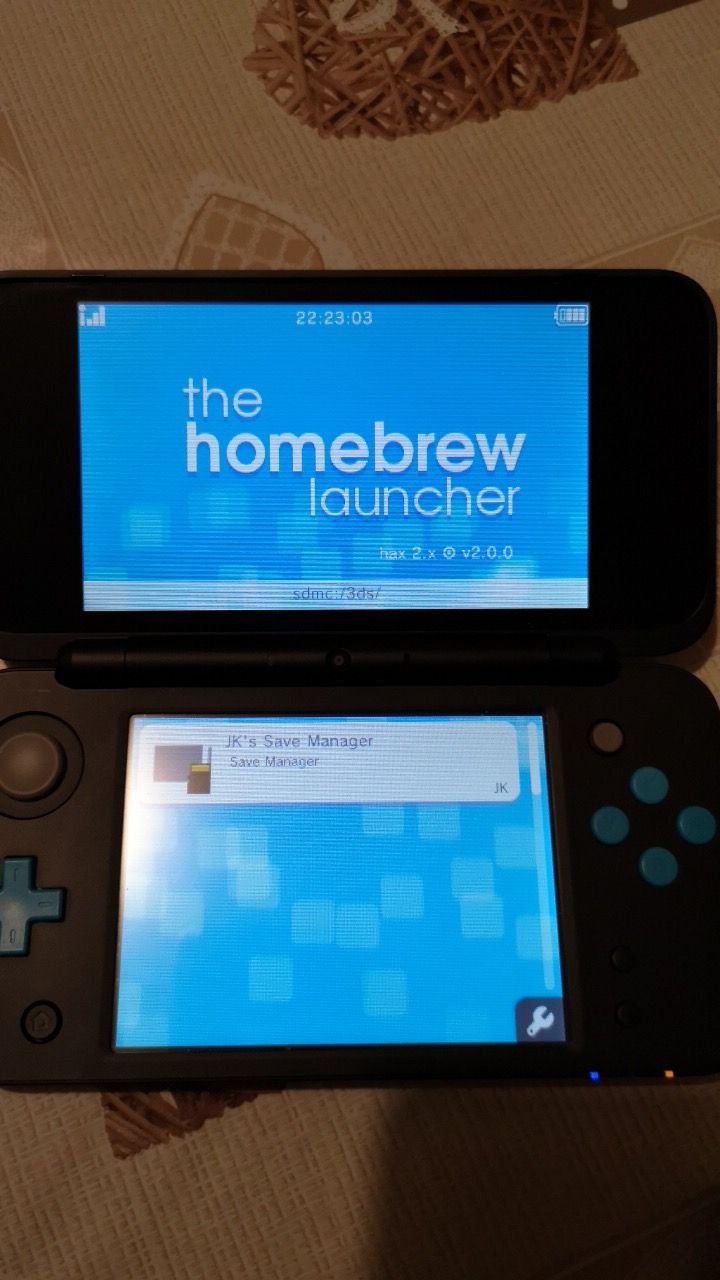 22:23:03
the
homebrew
launcher
hax 2.x ⊙ v2.0.0
sdmc:/3ds/
JK's Save Manager
Save Manager
JK